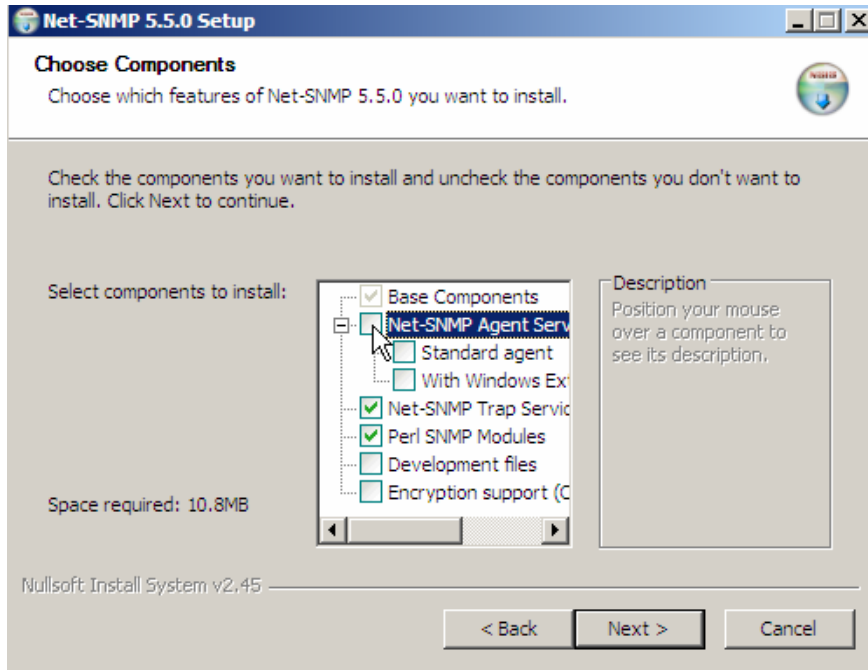 Net-SNMP 5.5.0 Setup
Choose Components
Choose which features of Net-SNMP 5.5.0 you want to install.
Check the components you want to install and uncheck the components you don't want to
install. Click Next to continue.
Select components to install:
Base Components
Net-SNMP Agent Serv
Standard agent
With Windows Ext
Net-SNMP Trap Servic
Perl SNMP Modules
Development files
Encryption support (O
Description
Position your mouse
over a component to
see its description.
Space required: 10.8MB
Nullsoft Install System v2.45
< Back
Next >
Cancel